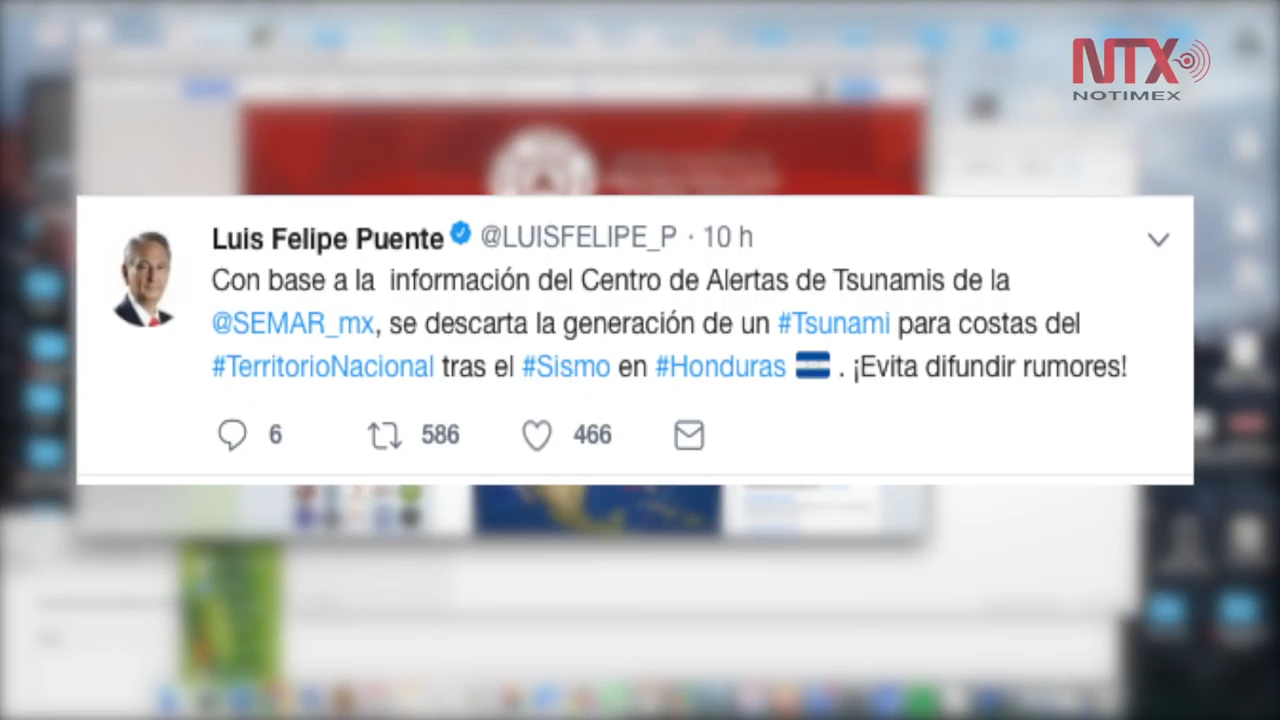 NTX
NOTIMEX
Luis Felipe Puente @LUISFELIPE_P · 10 h
Con base a la información del Centro de Alertas de Tsunamis de la
@SEMAR_mx, se descarta la generación de un #Tsunami para costas del
#TerritorioNacional tras el #Sismo en #Honduras . ¡Evita difundir rumores!
6 586 466